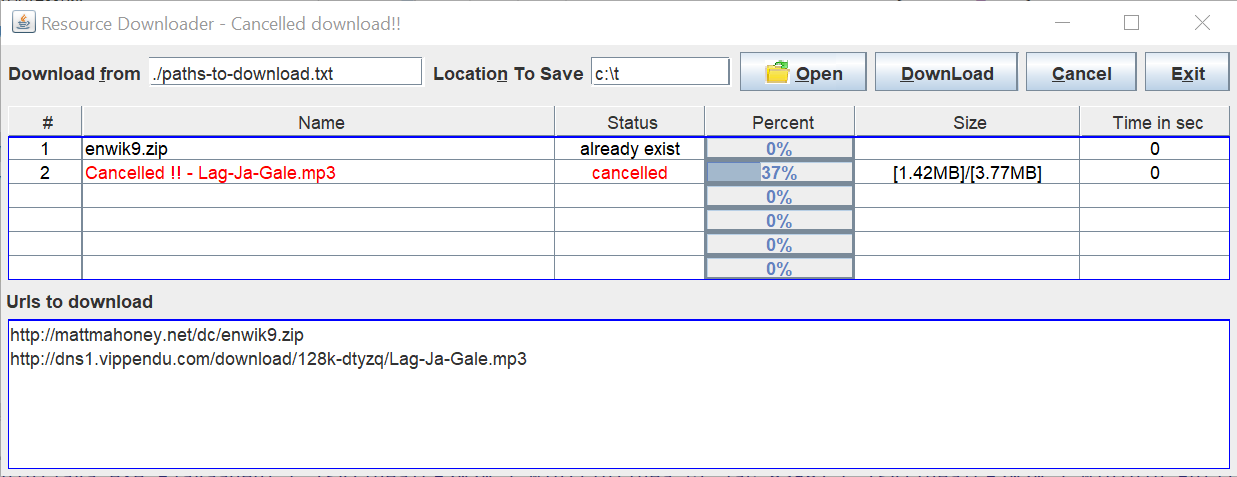 Resource Downloader - Cancelled download!!
Download from ./paths-to-download.txt Location To Save c:\t Open DownLoad Cancel Exit
# Name Status Percent Size Time in sec
1 enwik9.zip already exist 0% 0
2 Cancelled !! - Lag-Ja-Gale.mp3 cancelled 37% [1.42MB]/[3.77MB] 0
0%
0%
0%
0%
Urls to download
http://mattmahoney.net/dc/enwik9.zip
http://dns1.vippendu.com/download/128k-dtyzq/Lag-Ja-Gale.mp3